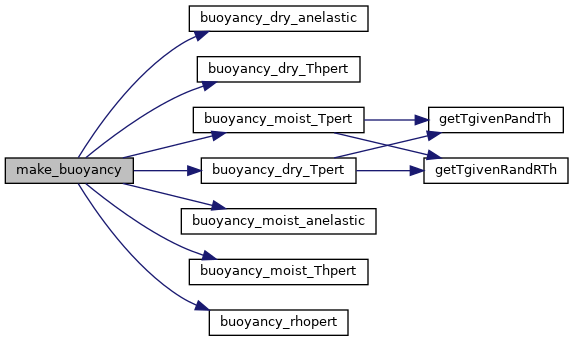 make_buoyancy
buoyancy_dry_anelastic
buoyancy_dry_Thpert
buoyancy_moist_Tpert
buoyancy_dry_Tpert
buoyancy_moist_anelastic
buoyancy_moist_Thpert
buoyancy_rhopert
getTgivenPandTh
getTgivenRandRTh